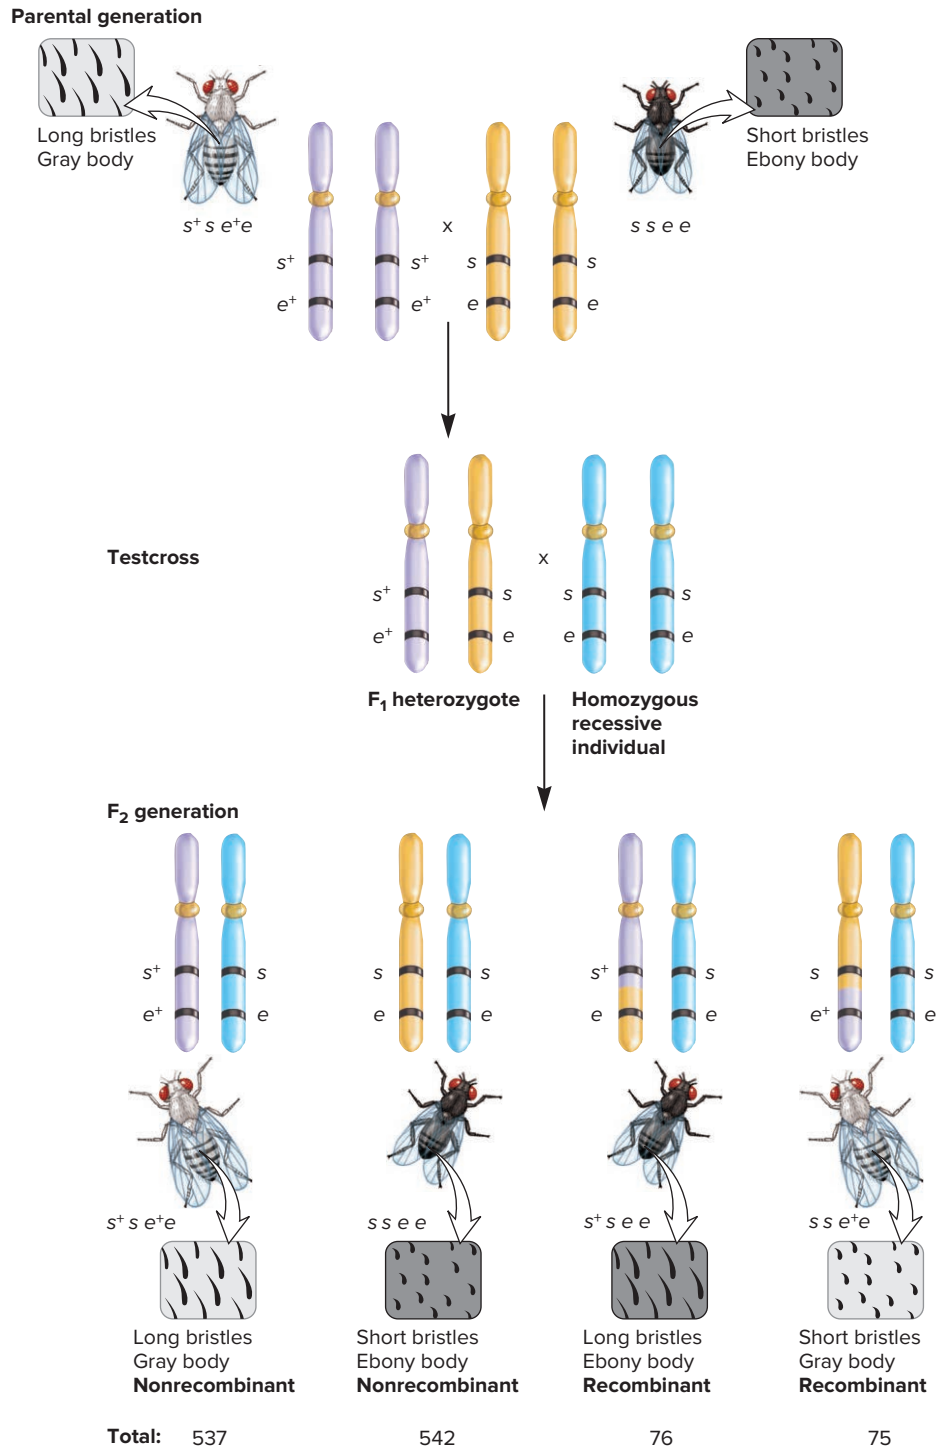 Parental generation
Long bristles
Gray body
Short bristles
Ebony body
s⁺ s e⁺e
x
s s e e
s⁺
s⁺
s
s
e⁺
e⁺
e
e
Testcross
x
s⁺
s
s
s
e⁺
e
e
e
F₁ heterozygote
Homozygous
recessive
individual
F₂ generation
s⁺
s
s
s
s⁺
s
s
s
e⁺
e
e
e
e
e
e⁺
e
s⁺ s e⁺e
s s e e
s⁺ s e e
s s e⁺e
Long bristles
Gray body
Nonrecombinant
Short bristles
Ebony body
Nonrecombinant
Long bristles
Ebony body
Recombinant
Short bristles
Gray body
Recombinant
Total: 537 542 76 75